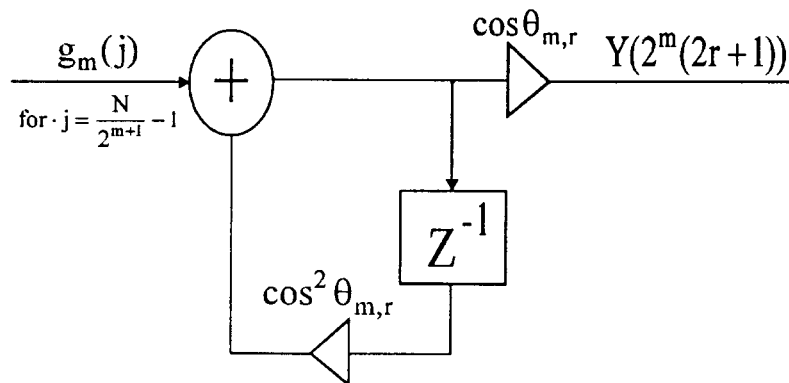 cosθ_{m,r}
g_m(j)
Y(2^m(2r+1))
+
for · j = N/2^{m+1} − 1
Z^{-1}
cos^2 θ_{m,r}